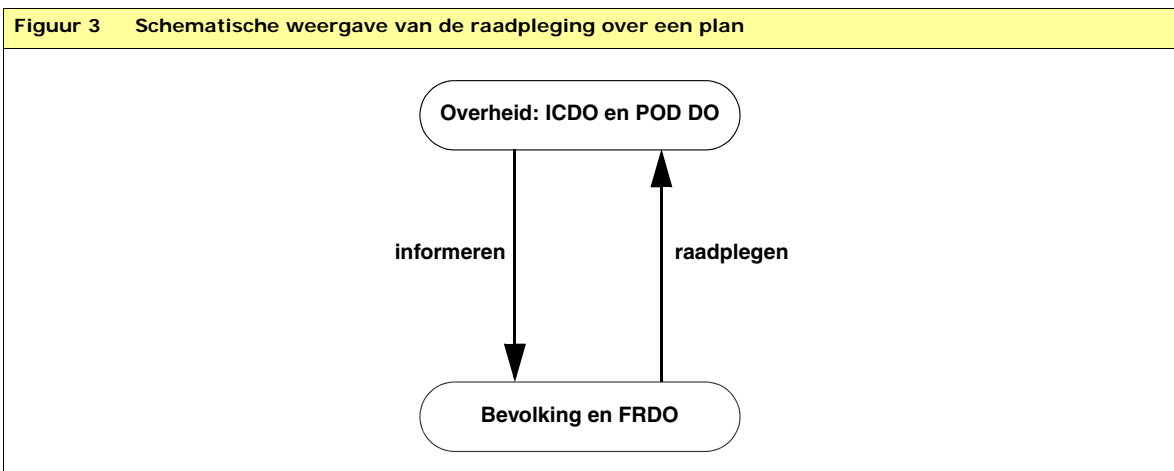 Figuur 3 Schematische weergave van de raadpleging over een plan
Overheid: ICDO en POD DO
informeren
raadplegen
Bevolking en FRDO